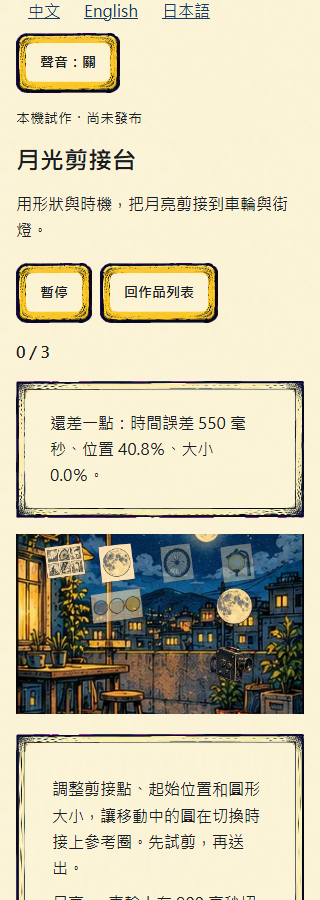 中文 English 日本語
聲音：關
本機試作・尚未發布
月光剪接台
用形狀與時機，把月亮剪接到車輪與街
燈。
暫停 回作品列表
0 / 3
還差一點：時間誤差 550 毫
秒、位置 40.8%、大小
0.0%。
調整剪接點、起始位置和圓形
大小，讓移動中的圓在切換時
接上參考圈。先試剪，再送
出。